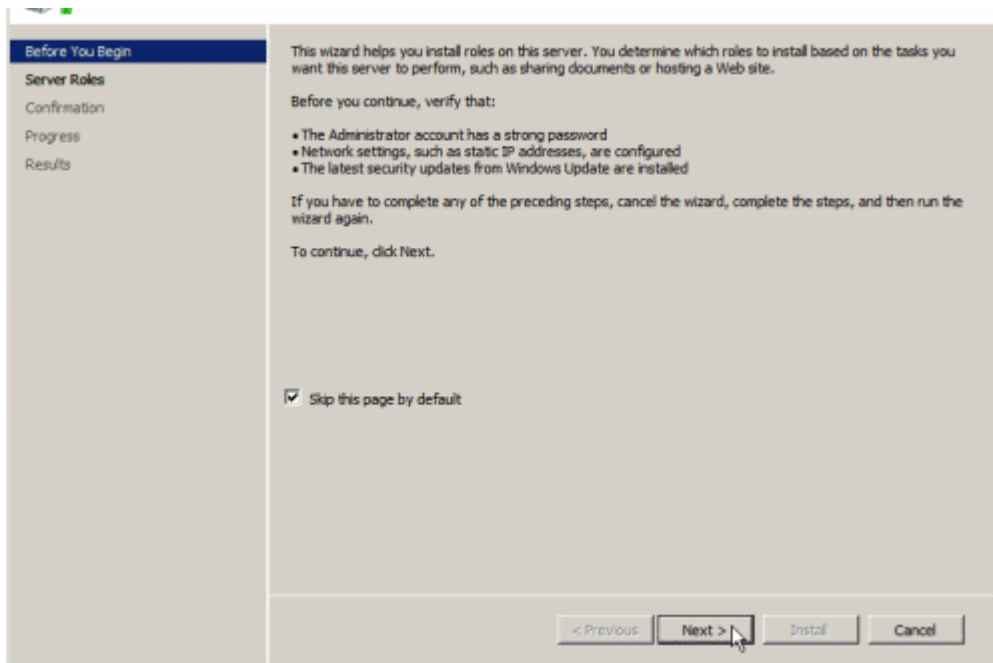 Before You Begin
Server Roles
Confirmation
Progress
Results
This wizard helps you install roles on this server. You determine which roles to install based on the tasks you
want this server to perform, such as sharing documents or hosting a Web site.
Before you continue, verify that:
• The Administrator account has a strong password
• Network settings, such as static IP addresses, are configured
• The latest security updates from Windows Update are installed
If you have to complete any of the preceding steps, cancel the wizard, complete the steps, and then run the
wizard again.
To continue, click Next.
Skip this page by default
< Previous Next > Install Cancel